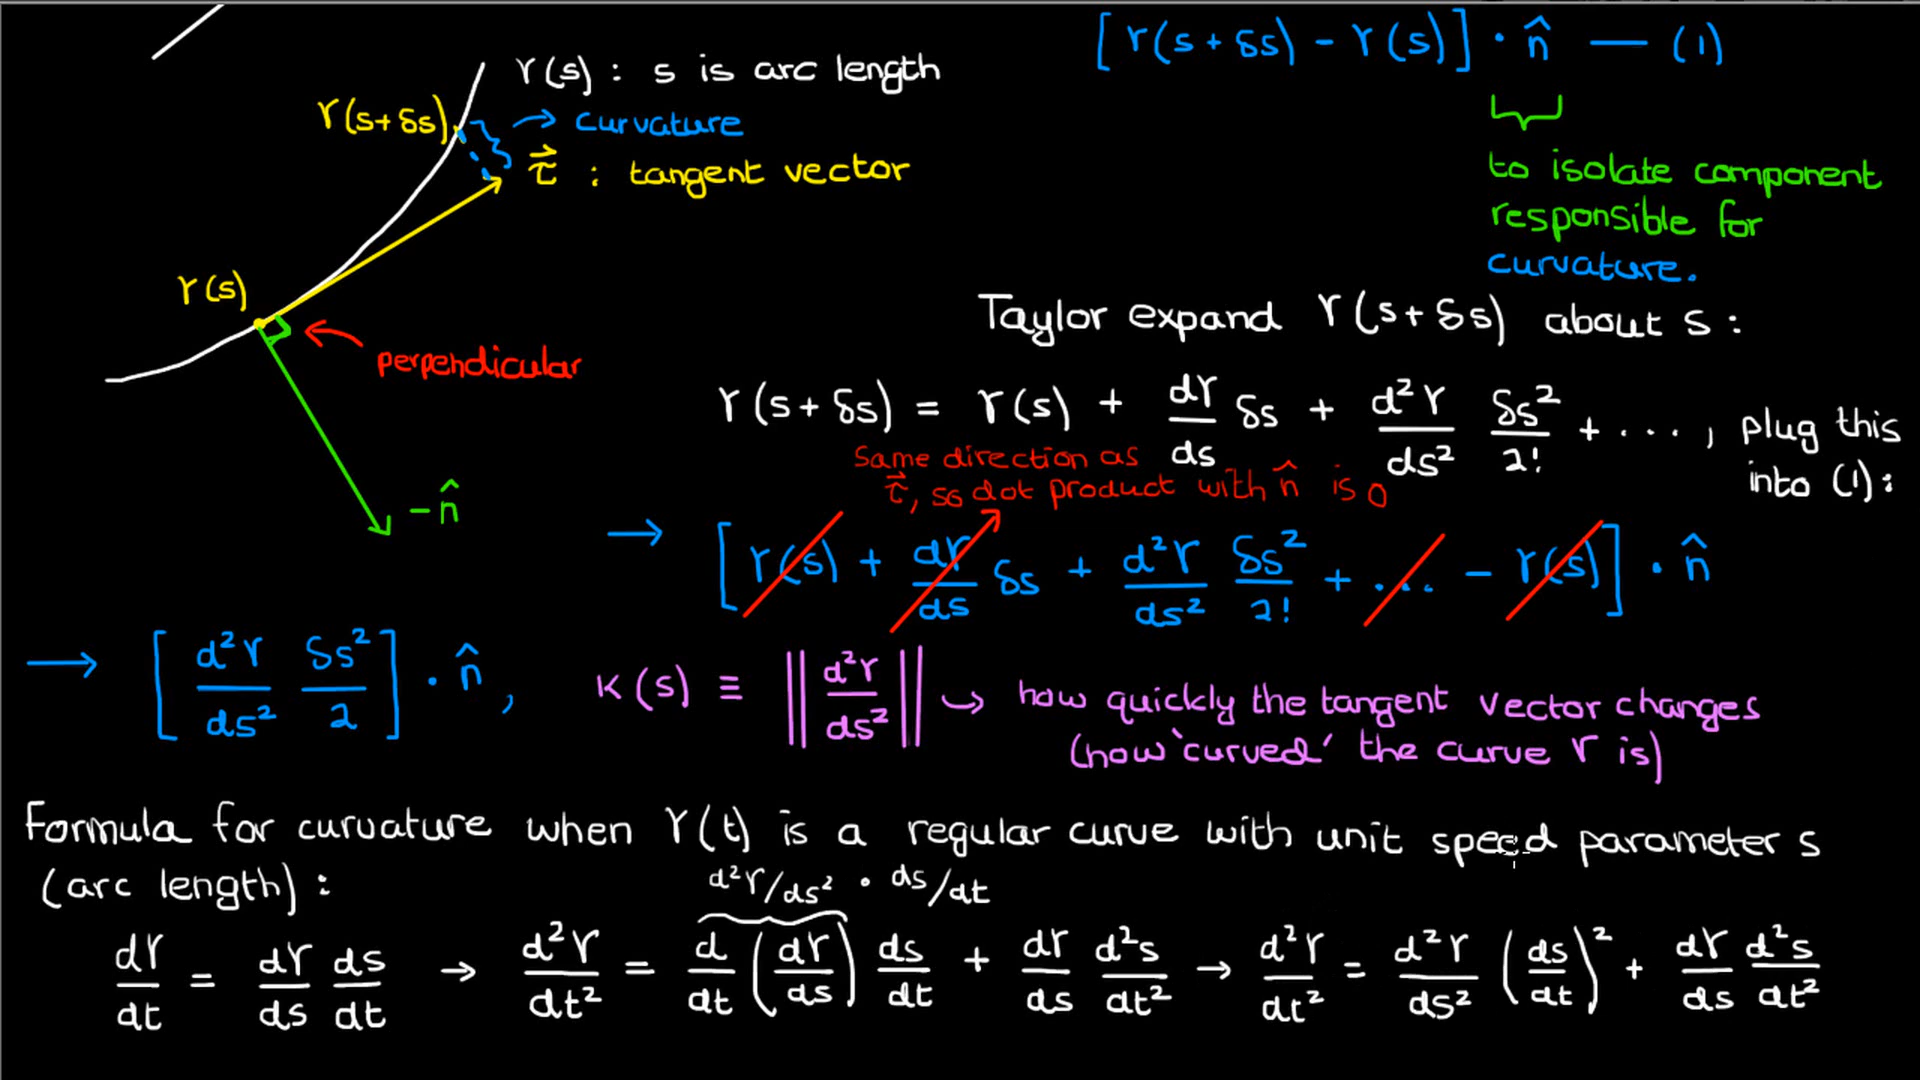 [r(s + δs) - r(s)] · n̂ — (1)
r(s) : s is arc length
r(s+ δs)
→ curvature
τ⃗ : tangent vector
to isolate component
responsible for
curvature.
r(s)
perpendicular
-n̂
Taylor expand r(s+ δs) about s :
r(s+ δs) = r(s) + dr/ds δs + d²r/ds² δs²/2! + ..., plug this
into (1):
Same direction as
τ⃗, so dot product with n̂ is 0
→ [r(s) + dr/ds δs + d²r/ds² δs²/2! + ... - r(s)] · n̂
→ [d²r/ds² δs²/2] · n̂ , κ(s) ≡ ||d²r/ds²|| ↪ how quickly the tangent vector changes
(how 'curved' the curve r is)
Formula for curvature when r(t) is a regular curve with unit speed parameter s
(arc length) :
d²r/ds² · ds/dt
dr/dt = dr/ds ds/dt → d²r/dt² = d/dt (dr/ds) ds/dt + dr/ds d²s/dt² → d²r/dt² = d²r/ds² (ds/dt)² + dr/ds d²s/dt²